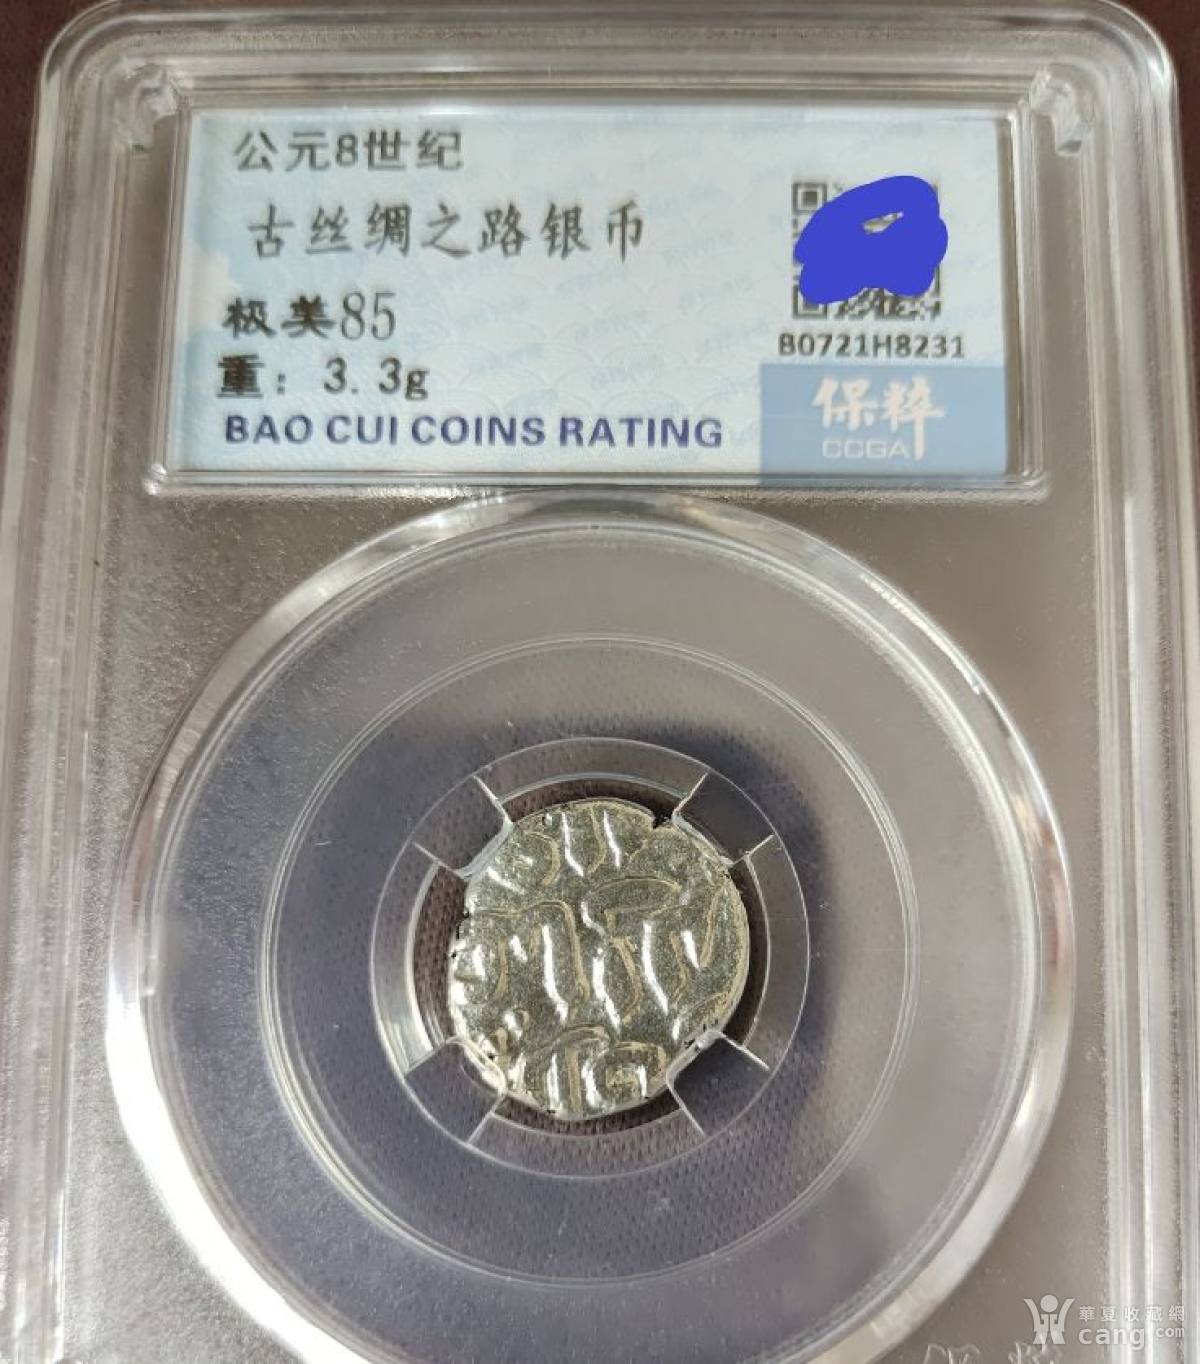 公元8世纪
古丝绸之路银币
极美85
重：3.3g
BAO CUI COINS RATING
B0721H8231
保粹
CCGA
華夏收藏網
cang.com